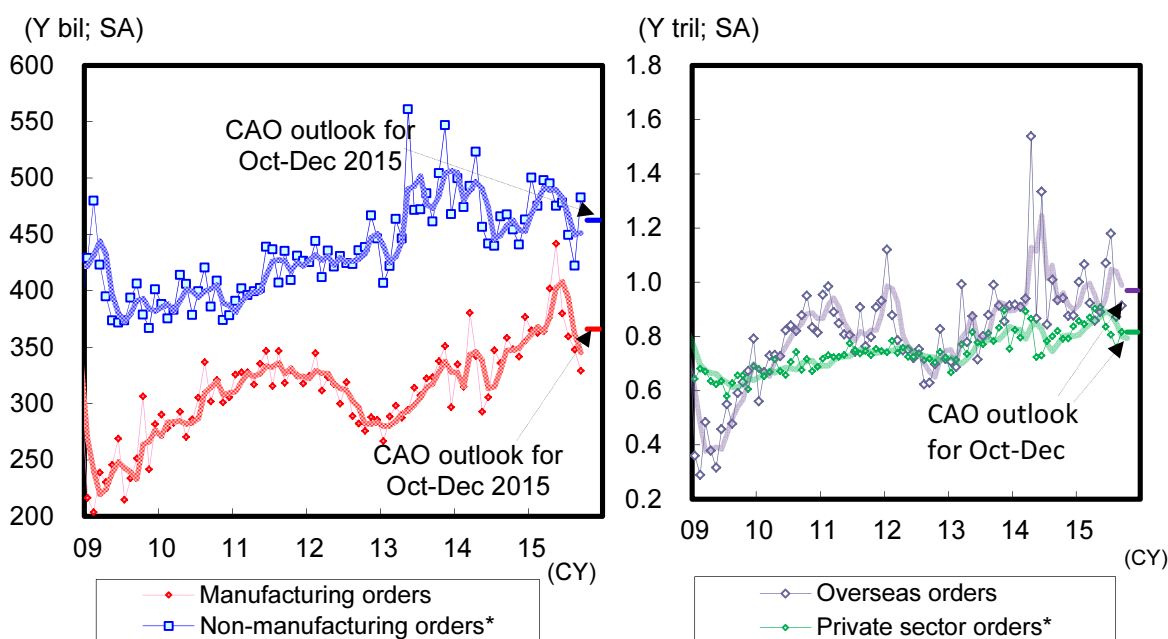 (Y bil; SA)
600
550
500
450
400
350
300
250
200
CAO outlook for
Oct-Dec 2015
CAO outlook for
Oct-Dec 2015
09 10 11 12 13 14 15
(CY)
Manufacturing orders
Non-manufacturing orders*
(Y tril; SA)
1.8
1.6
1.4
1.2
1.0
0.8
0.6
0.4
0.2
CAO outlook
for Oct-Dec
09 10 11 12 13 14 15
(CY)
Overseas orders
Private sector orders*